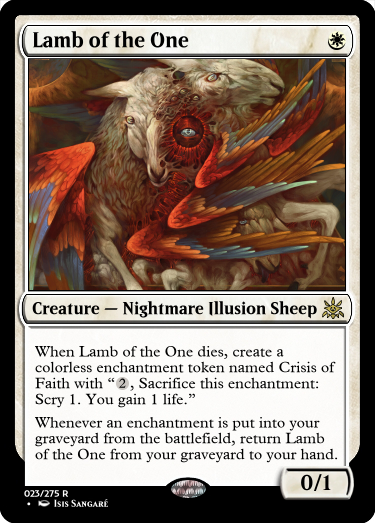 Lamb of the One
Creature — Nightmare Illusion Sheep
When Lamb of the One dies, create a
colorless enchantment token named Crisis of
Faith with “2, Sacrifice this enchantment:
Scry 1. You gain 1 life.”
Whenever an enchantment is put into your
graveyard from the battlefield, return Lamb
of the One from your graveyard to your hand.
0/1
023/275 R
• Isis Sangaré